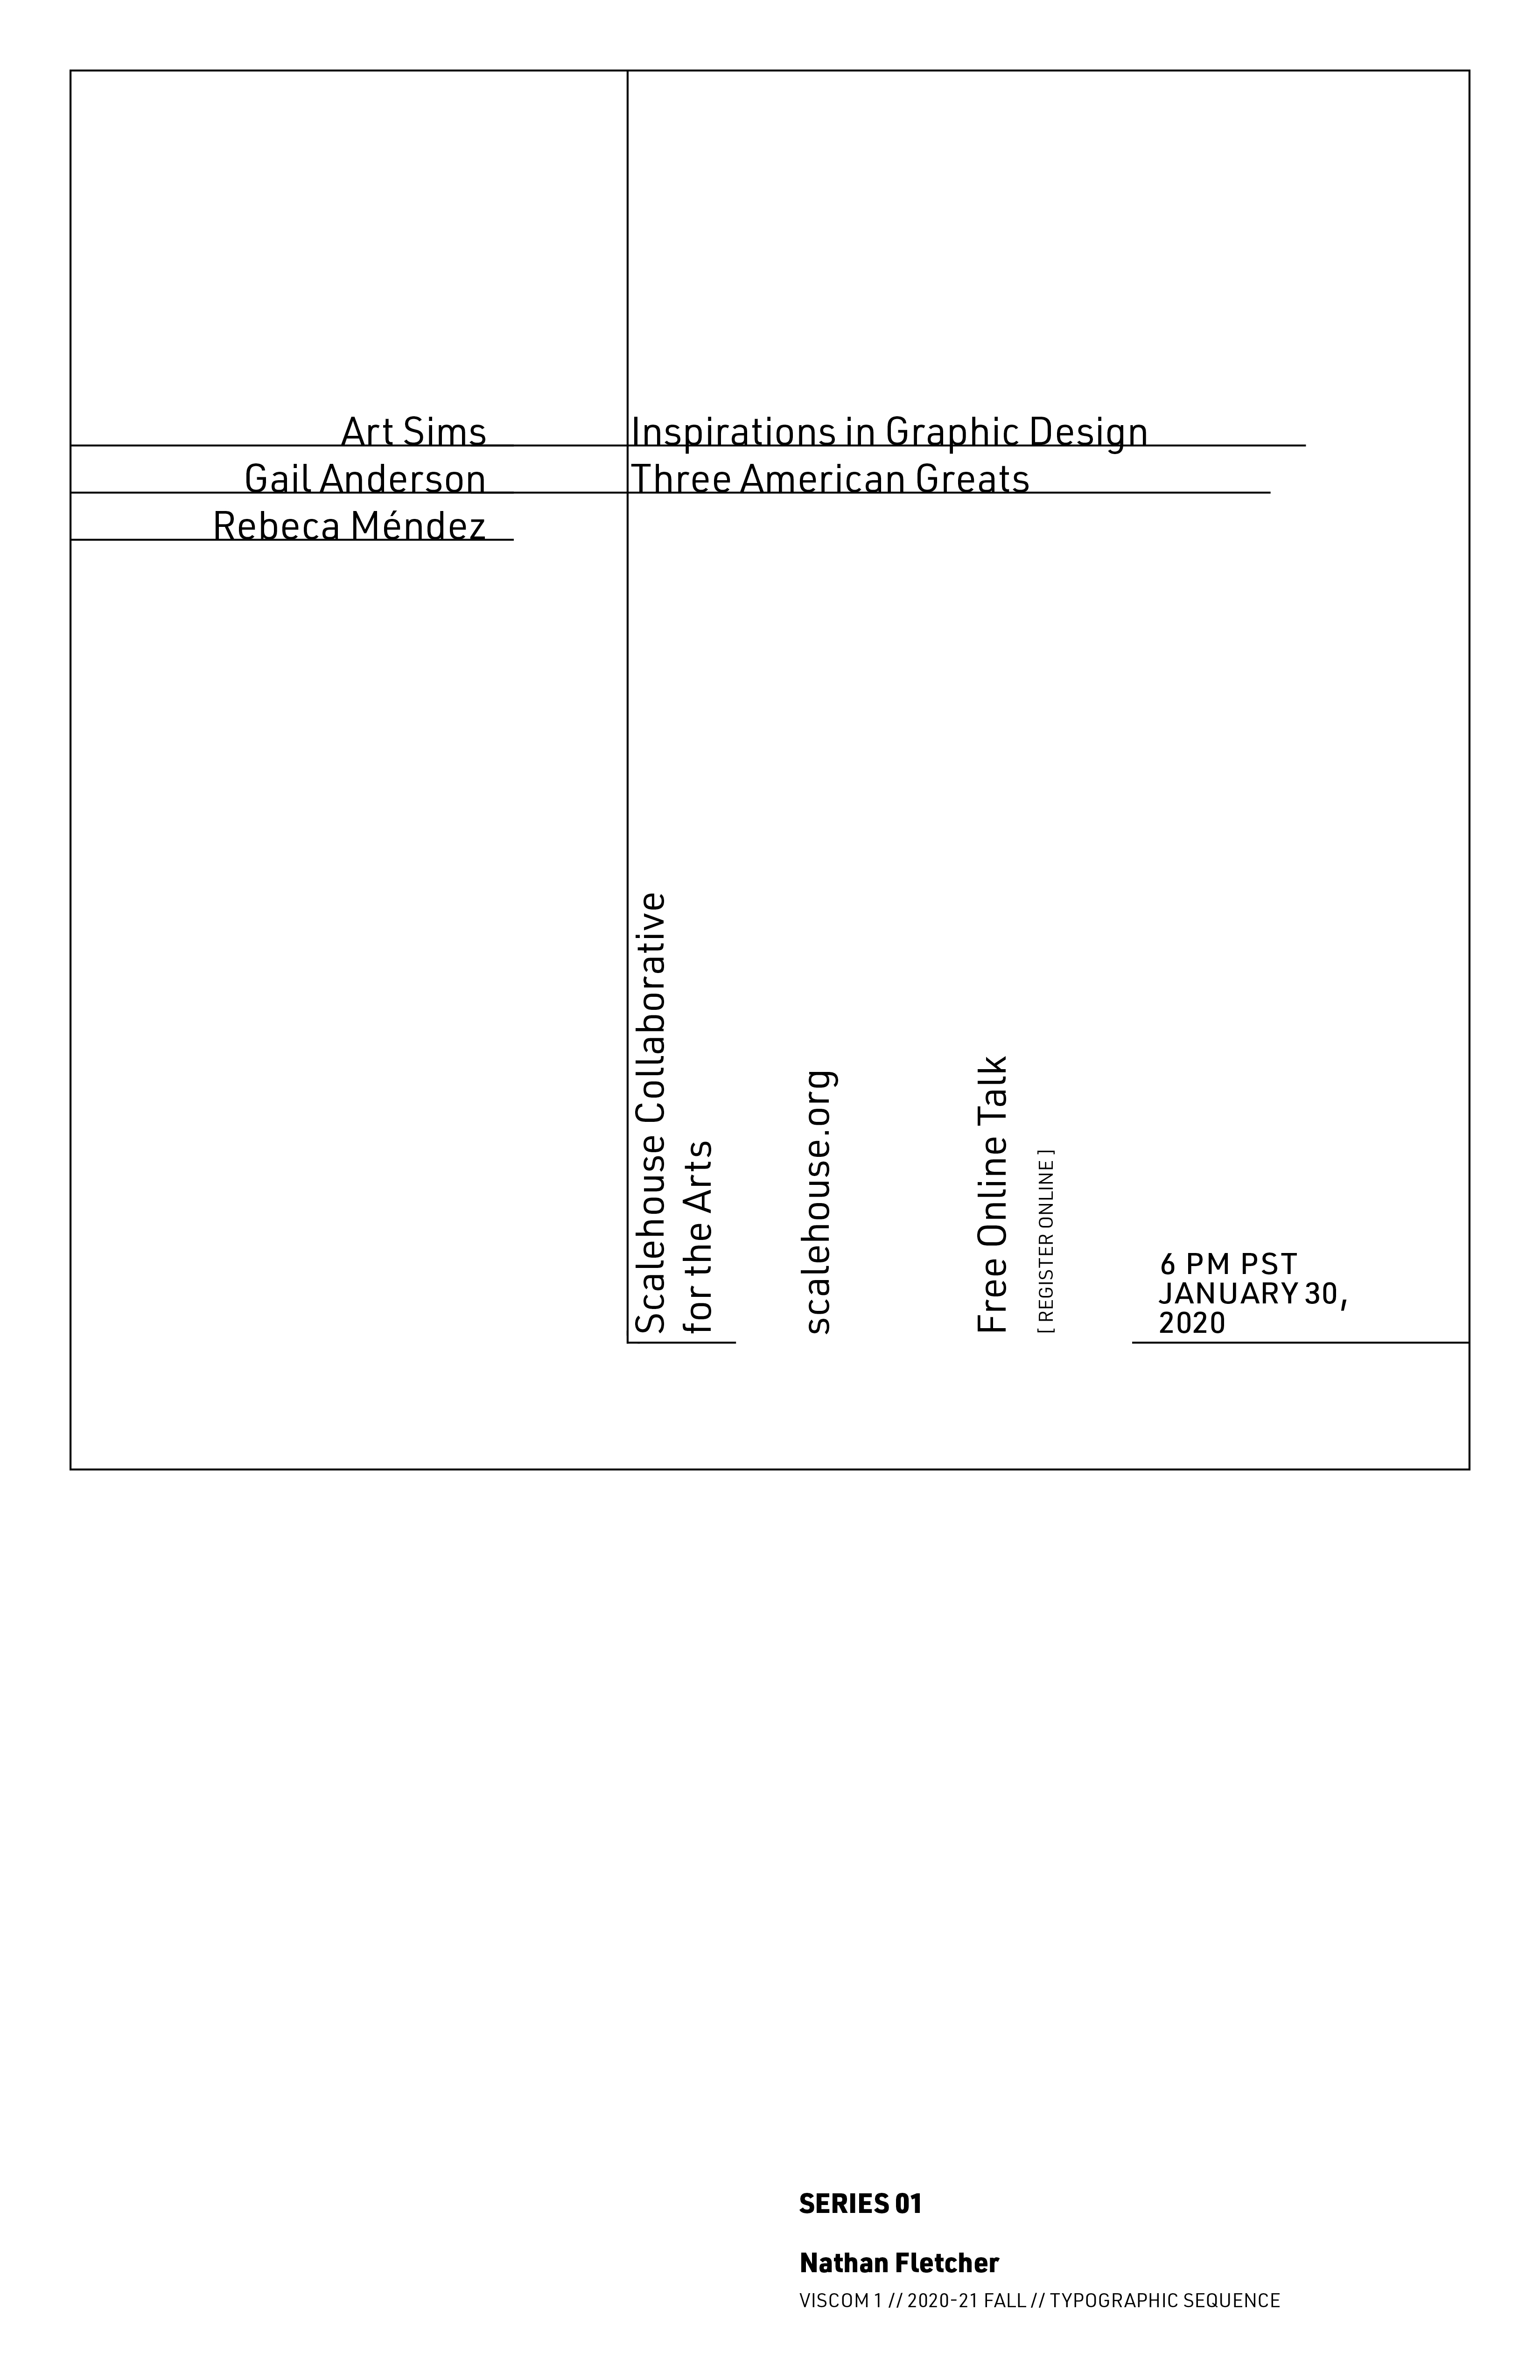 Art Sims
Gail Anderson
Rebeca Méndez
Inspirations in Graphic Design
Three American Greats
Scalehouse Collaborative
for the Arts
scalehouse.org
Free Online Talk
[ REGISTER ONLINE ]
6 PM PST
JANUARY 30,
2020
SERIES 01
Nathan Fletcher
VISCOM 1 // 2020-21 FALL // TYPOGRAPHIC SEQUENCE